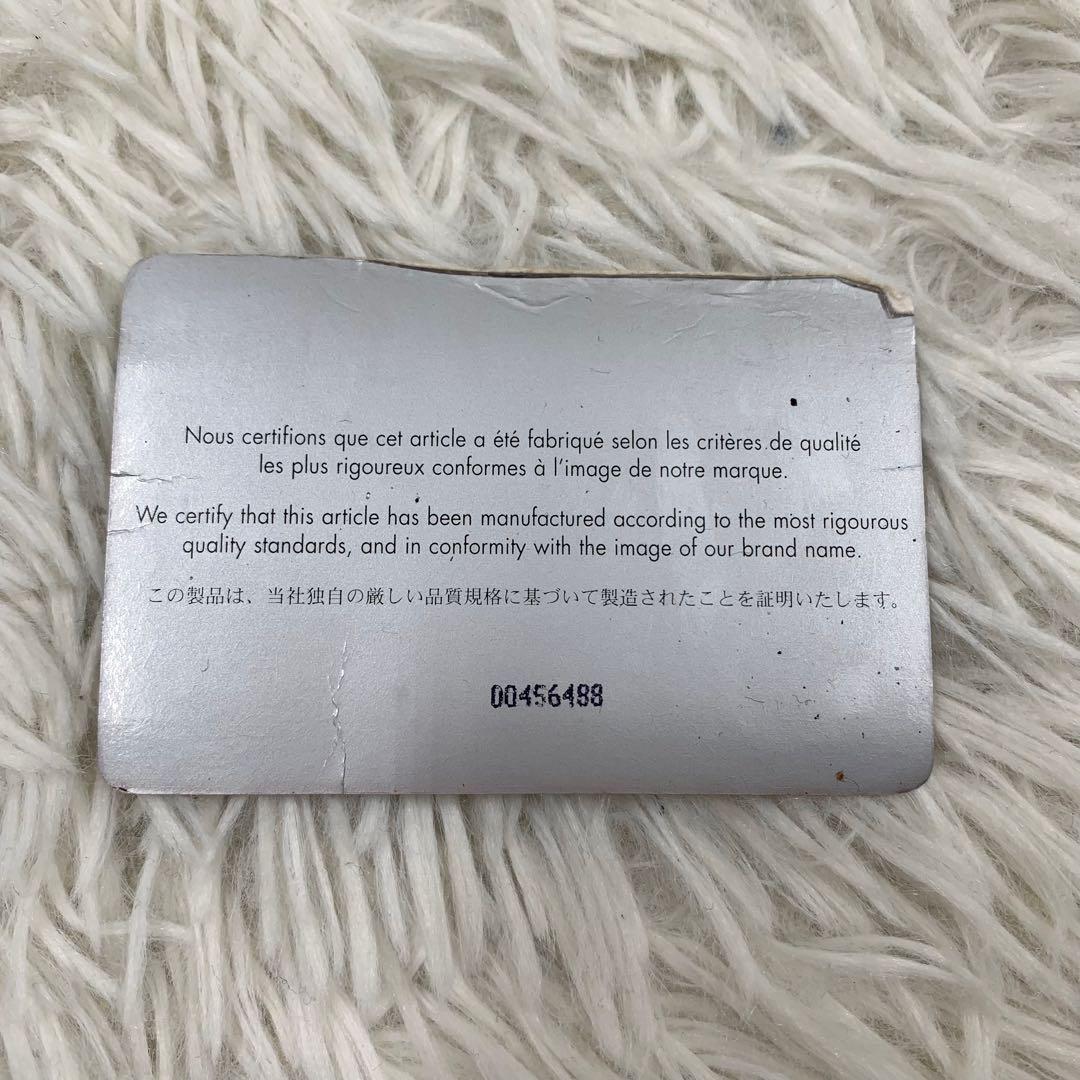 Nous certifions que cet article a été fabriqué selon les critères de qualité
les plus rigoureux conformes à l'image de notre marque.
We certify that this article has been manufactured according to the most rigourous
quality standards, and in conformity with the image of our brand name.
この製品は、当社独自の厳しい品質規格に基づいて製造されたことを証明いたします。
00456488